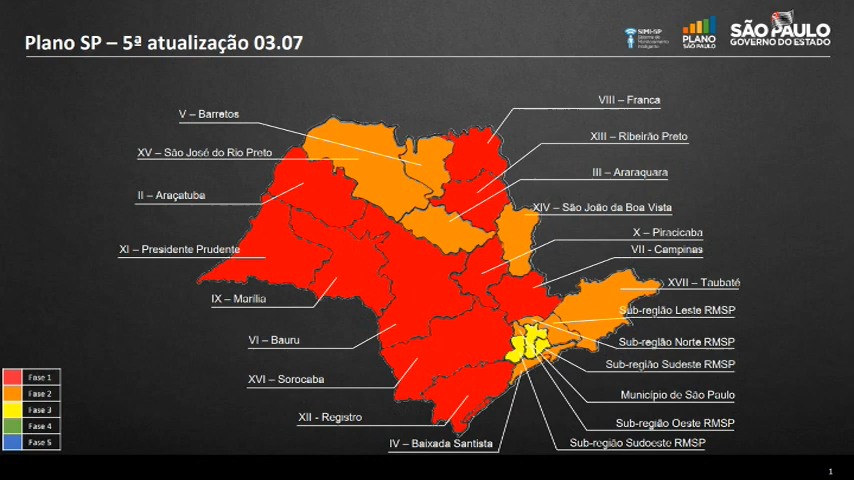 Plano SP – 5ª atualização 03.07
SIMI-SP
PLANO
SÃO PAULO
SÃO PAULO
GOVERNO DO ESTADO
V – Barretos
XV – São José do Rio Preto
II – Araçatuba
XI – Presidente Prudente
IX – Marília
VI – Bauru
XVI – Sorocaba
XII - Registro
IV – Baixada Santista
VIII – Franca
XIII – Ribeirão Preto
III – Araraquara
XIV – São João da Boa Vista
X – Piracicaba
VII - Campinas
XVII – Taubaté
Sub-região Leste RMSP
Sub-região Norte RMSP
Sub-região Sudeste RMSP
Município de São Paulo
Sub-região Oeste RMSP
Sub-região Sudoeste RMSP
Fase 1
Fase 2
Fase 3
Fase 4
Fase 5
1